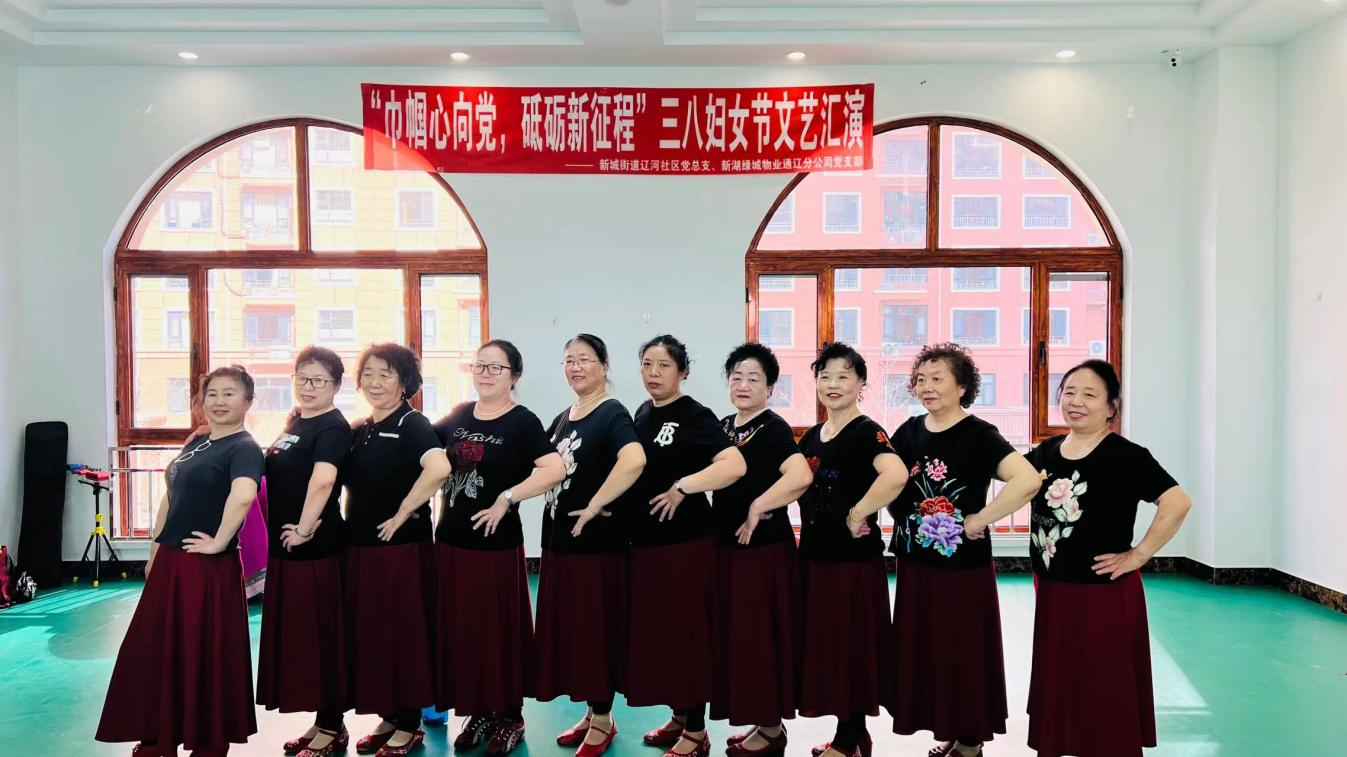 “巾帼心向党，砥砺新征程”三八妇女节文艺汇演
—— 新城街道辽河社区党总支、新湖绿城物业通辽分公司党支部